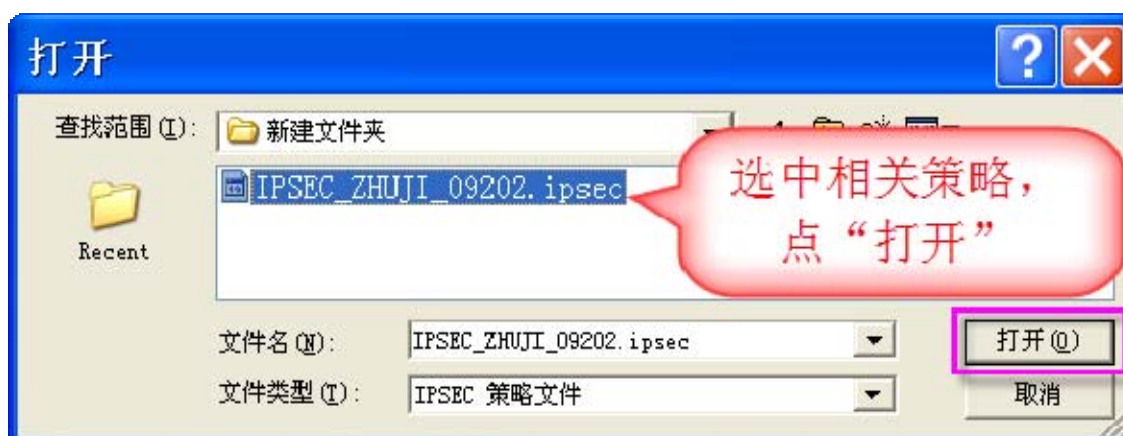 打开
查找范围(I):
新建文件夹
IPSEC_ZHUJI_09202.ipsec
选中相关策略，
点“打开”
Recent
文件名(N):
IPSEC_ZHUJI_09202.ipsec
打开(O)
文件类型(T):
IPSEC 策略文件
取消